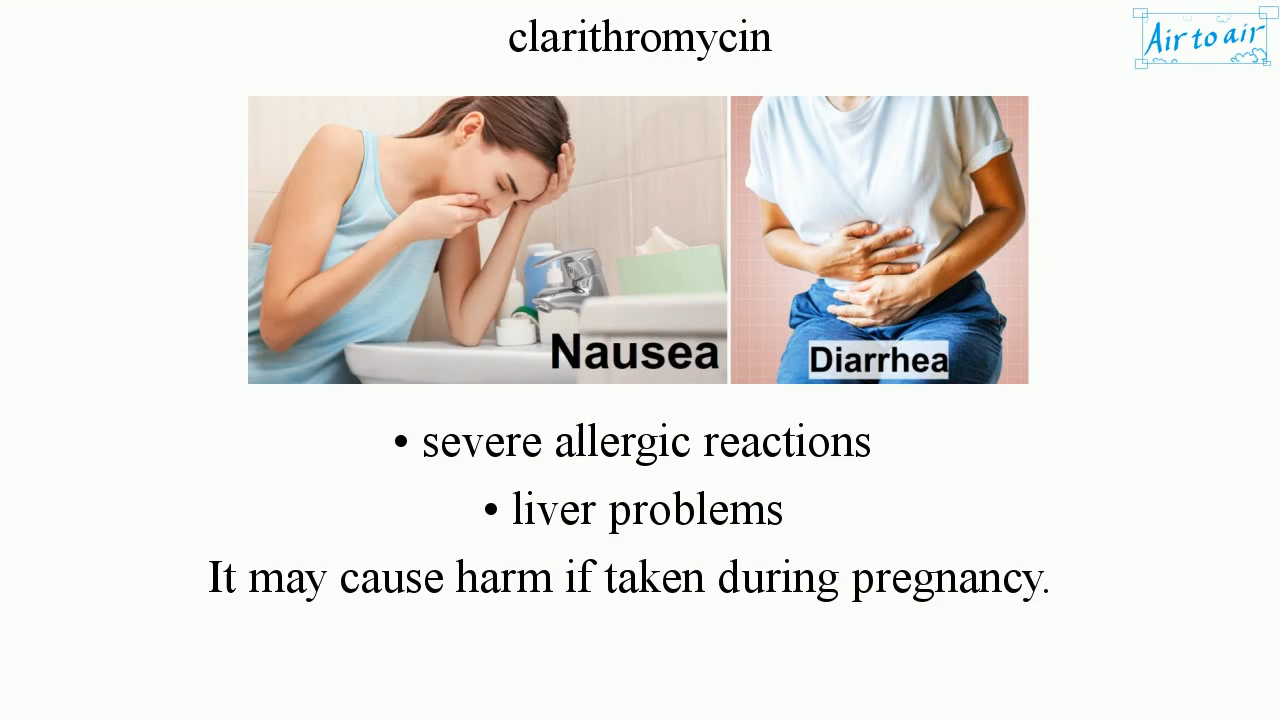 clarithromycin
Air to air
Nausea
Diarrhea
• severe allergic reactions
• liver problems
It may cause harm if taken during pregnancy.